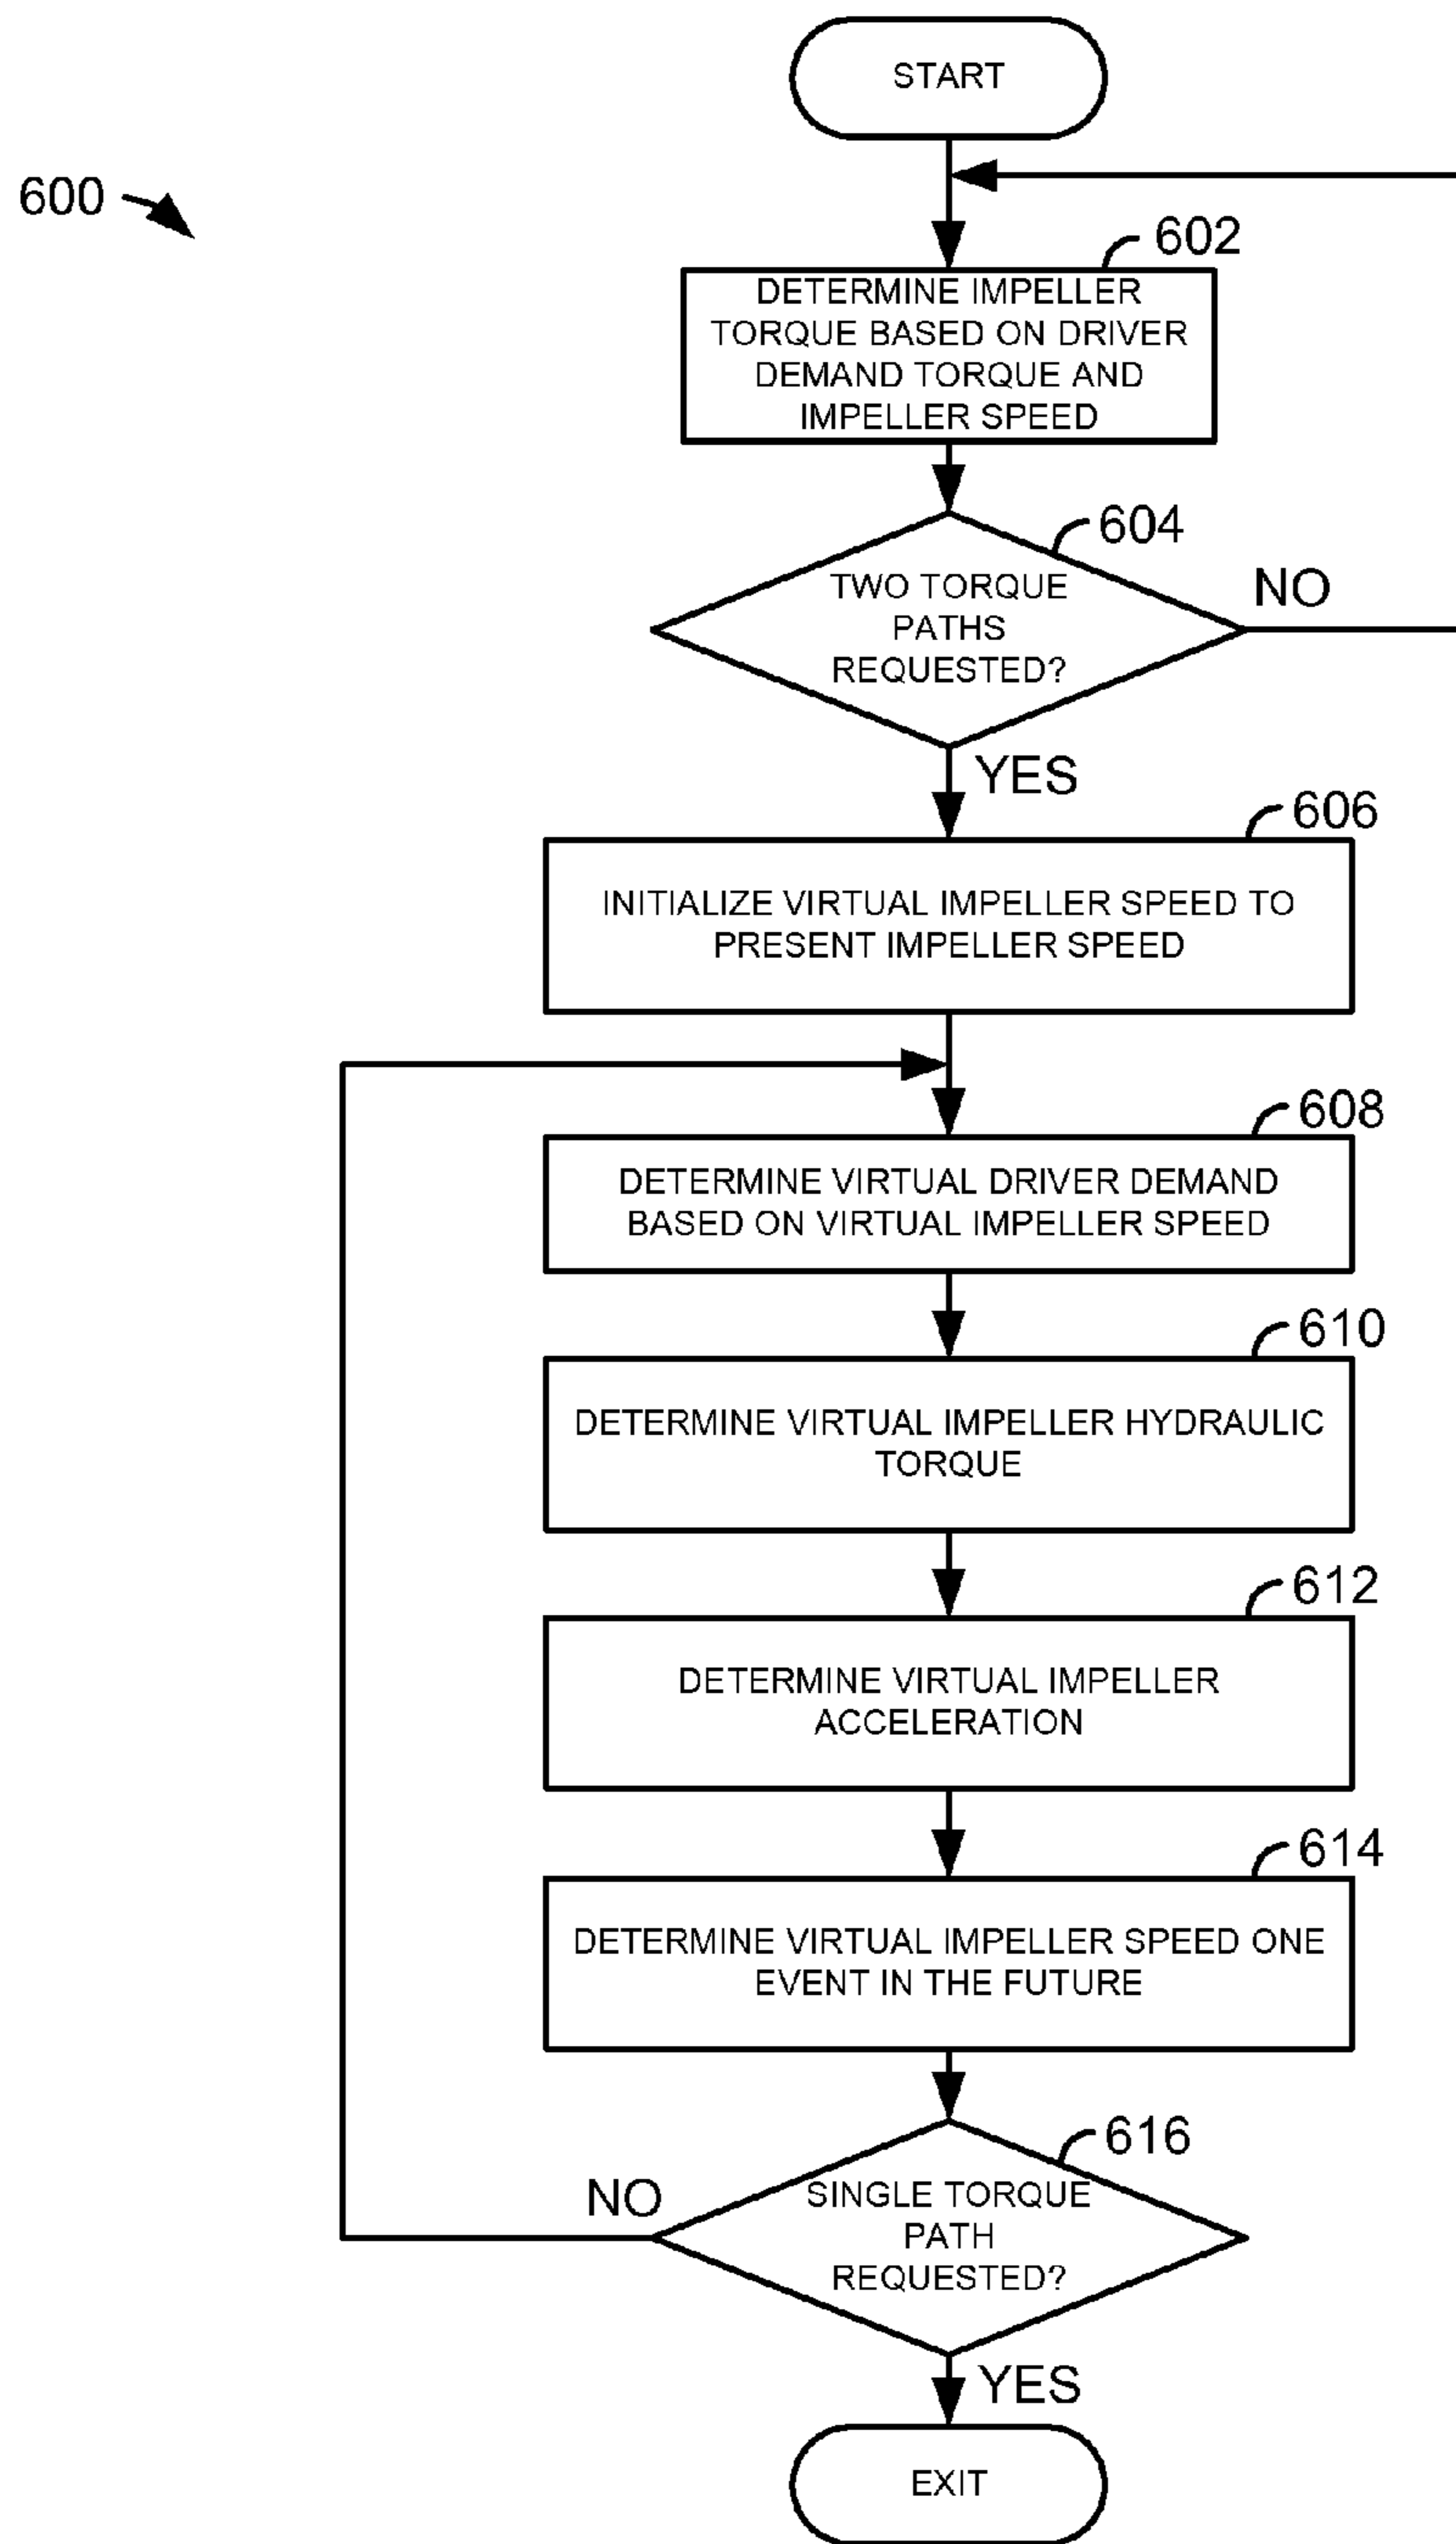 START
600
602
DETERMINE IMPELLER
TORQUE BASED ON DRIVER
DEMAND TORQUE AND
IMPELLER SPEED
604
TWO TORQUE
PATHS
REQUESTED?
NO
YES
606
INITIALIZE VIRTUAL IMPELLER SPEED TO
PRESENT IMPELLER SPEED
608
DETERMINE VIRTUAL DRIVER DEMAND
BASED ON VIRTUAL IMPELLER SPEED
610
DETERMINE VIRTUAL IMPELLER HYDRAULIC
TORQUE
612
DETERMINE VIRTUAL IMPELLER
ACCELERATION
614
DETERMINE VIRTUAL IMPELLER SPEED ONE
EVENT IN THE FUTURE
616
NO
SINGLE TORQUE
PATH
REQUESTED?
YES
EXIT